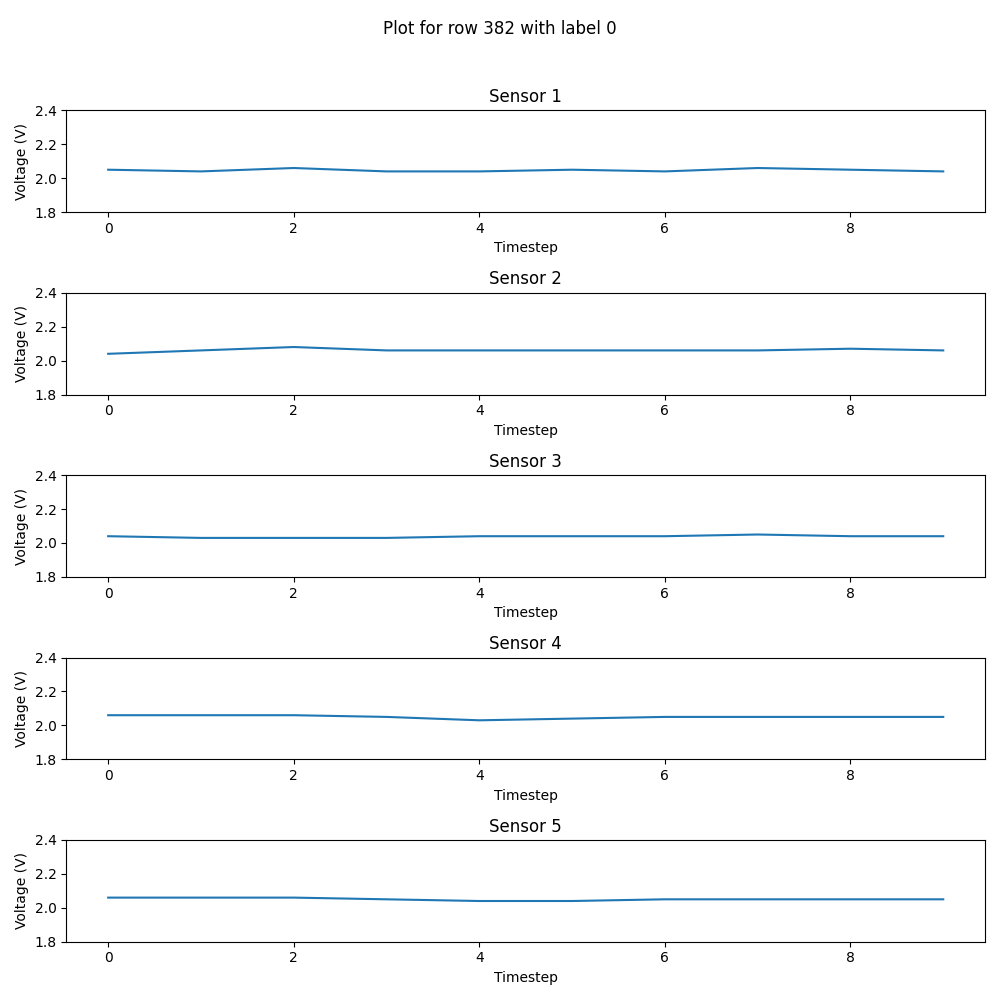 Plot for row 382 with label 0
Sensor 1
Voltage (V)
2.4
2.2
2.0
1.8
0 2 4 6 8
Timestep
Sensor 2
Voltage (V)
2.4
2.2
2.0
1.8
0 2 4 6 8
Timestep
Sensor 3
Voltage (V)
2.4
2.2
2.0
1.8
0 2 4 6 8
Timestep
Sensor 4
Voltage (V)
2.4
2.2
2.0
1.8
0 2 4 6 8
Timestep
Sensor 5
Voltage (V)
2.4
2.2
2.0
1.8
0 2 4 6 8
Timestep